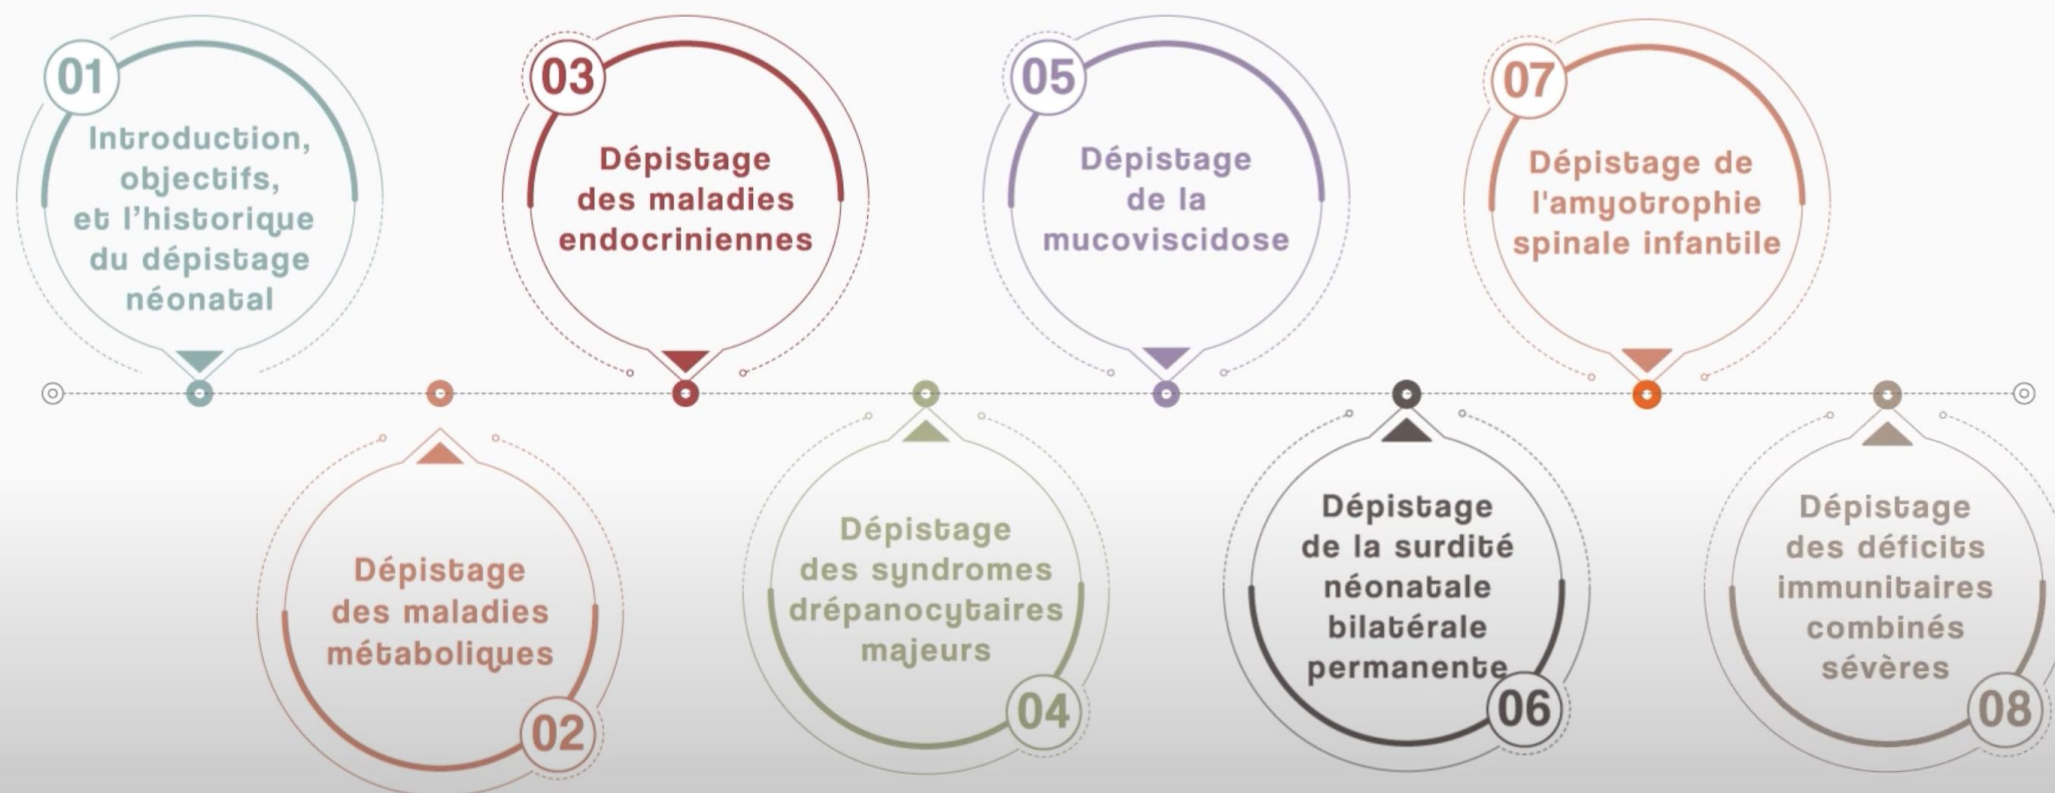 01
Introduction,
objectifs,
et l'historique
du dépistage
néonatal
02
Dépistage
des maladies
métaboliques
03
Dépistage
des maladies
endocriniennes
04
Dépistage
des syndromes
drépanocytaires
majeurs
05
Dépistage
de la
mucoviscidose
06
Dépistage
de la surdité
néonatale
bilatérale
permanente
07
Dépistage de
l'amyotrophie
spinale infantile
08
Dépistage
des déficits
immunitaires
combinés
sévères